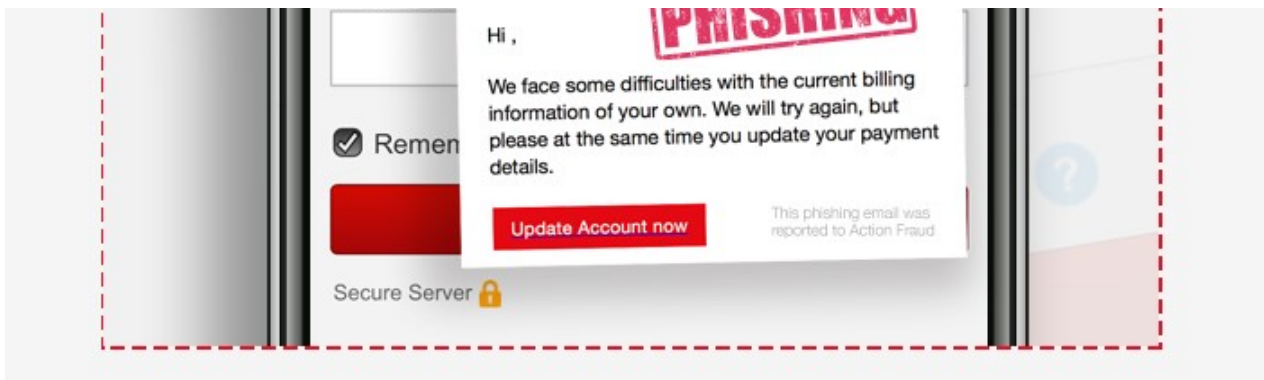 PHISHING
Hi ,
We face some difficulties with the current billing
information of your own. We will try again, but
please at the same time you update your payment
details.
Remem
Update Account now
This phishing email was
reported to Action Fraud
?
Secure Server